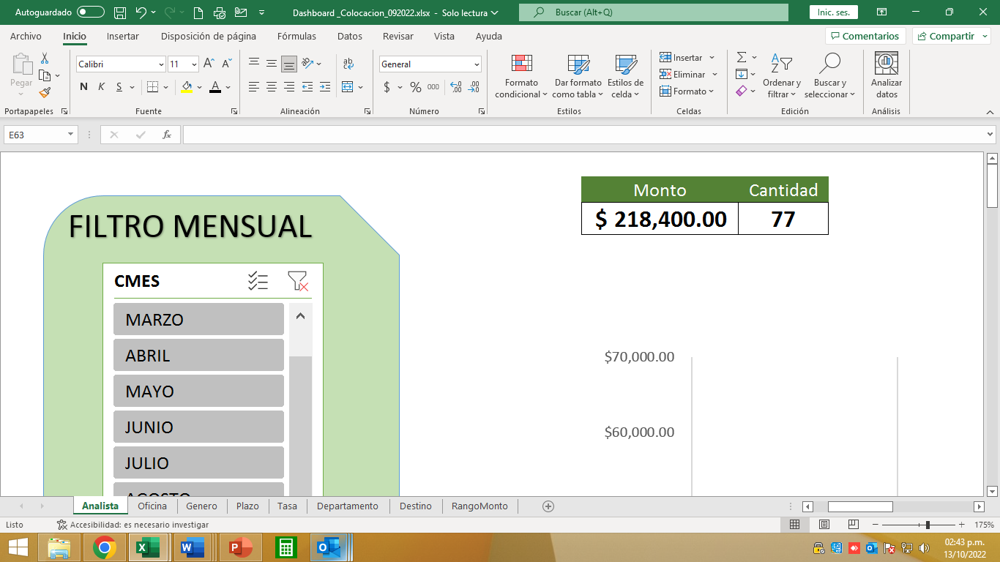 Autoguardado
Dashboard _Colocacion_092022.xlsx - Solo lectura
Buscar (Alt+Q)
Inic. ses.
Archivo Inicio Insertar Disposición de página Fórmulas Datos Revisar Vista Ayuda
Comentarios Compartir
Pegar
Portapapeles
Calibri 11
N K S
Fuente
ab
Alineación
General
$ % 000
Número
Formato condicional
Dar formato como tabla
Estilos de celda
Estilos
Insertar
Eliminar
Formato
Celdas
Ordenar y filtrar
Buscar y seleccionar
Edición
Analizar datos
Análisis
E63
fx
FILTRO MENSUAL
CMES
MARZO
ABRIL
MAYO
JUNIO
JULIO
AGOSTO
Monto Cantidad
$ 218,400.00 77
$70,000.00
$60,000.00
Analista Oficina Genero Plazo Tasa Departamento Destino RangoMonto
Listo Accesibilidad: es necesario investigar
175%
02:43 p.m.
13/10/2022